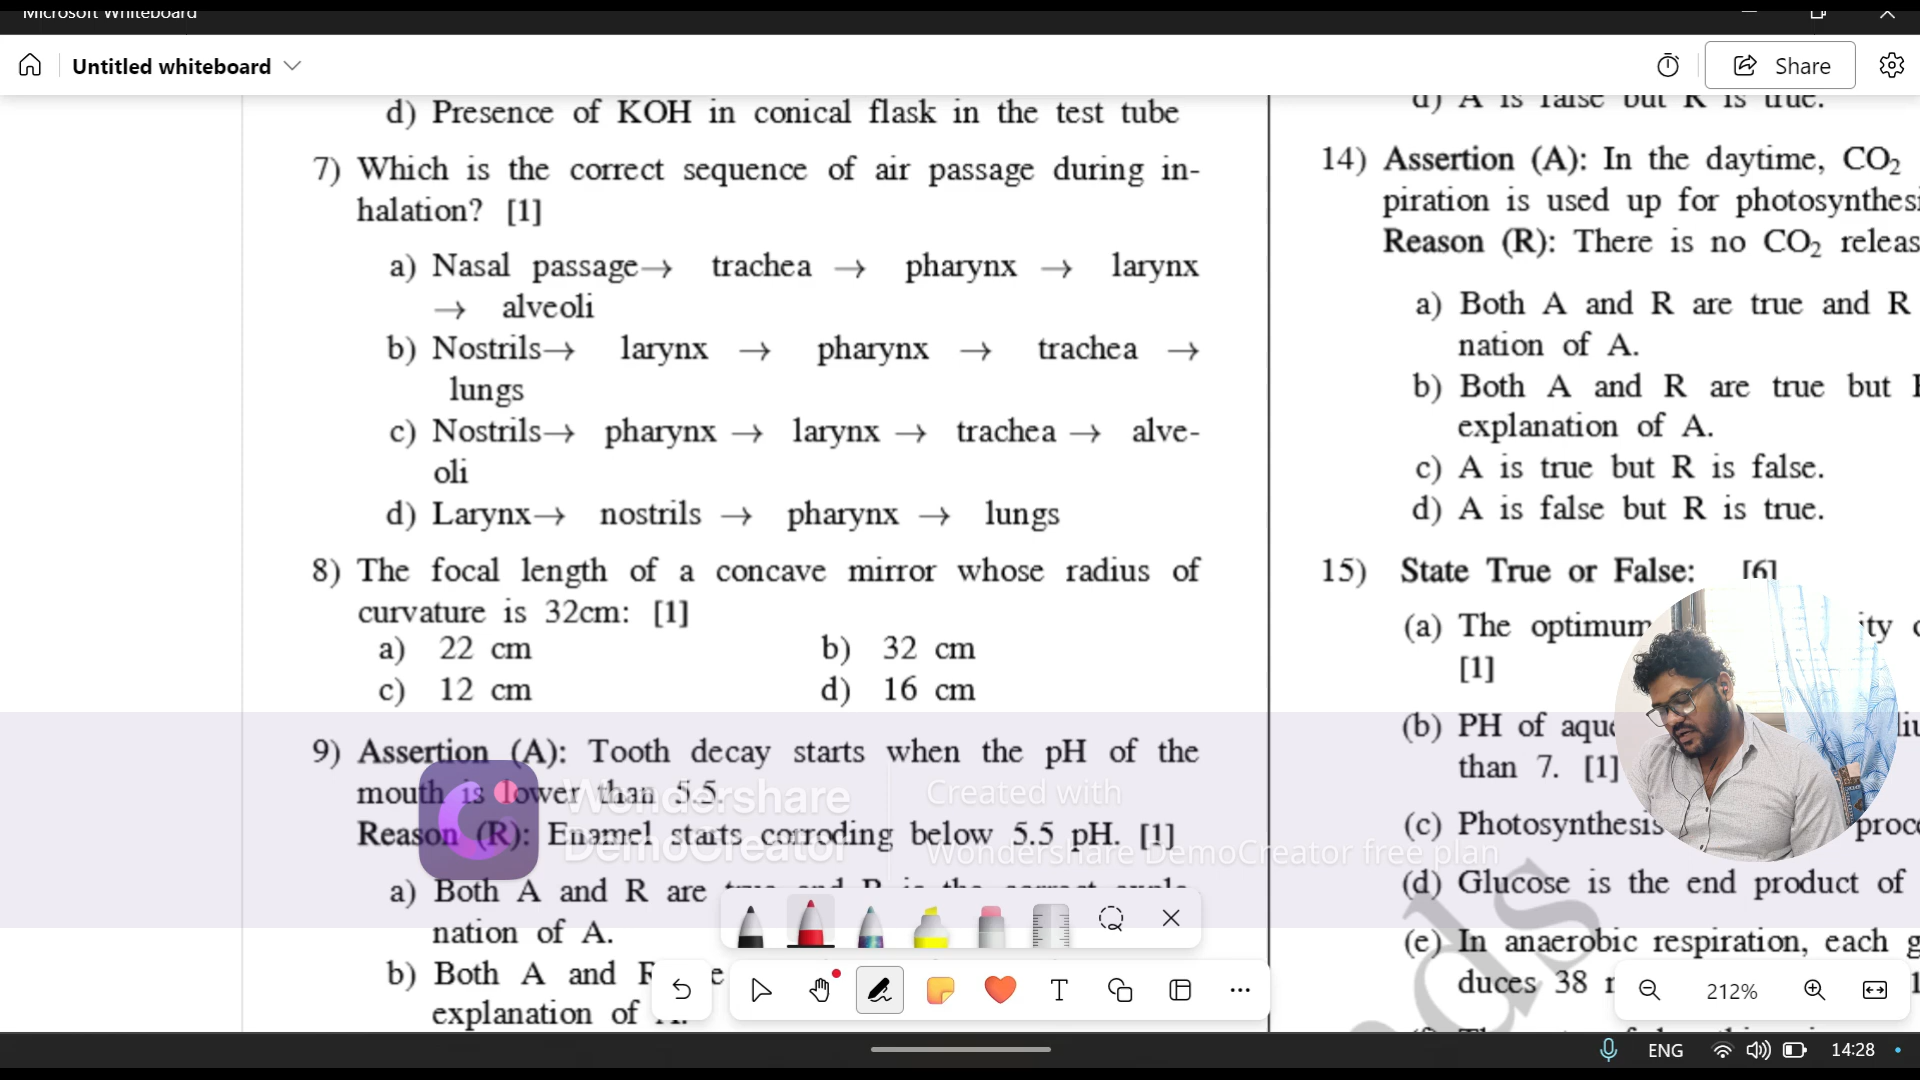 Microsoft Whiteboard
Untitled whiteboard
Share
d) Presence of KOH in conical flask in the test tube
7) Which is the correct sequence of air passage during in-
halation? [1]
a) Nasal passage→ trachea → pharynx → larynx
→ alveoli
b) Nostrils→ larynx → pharynx → trachea →
lungs
c) Nostrils→ pharynx → larynx → trachea → alve-
oli
d) Larynx→ nostrils → pharynx → lungs
8) The focal length of a concave mirror whose radius of
curvature is 32cm: [1]
a) 22 cm b) 32 cm
c) 12 cm d) 16 cm
9) Assertion (A): Tooth decay starts when the pH of the
mouth is lower than 5.5.
Reason (R): Enamel starts corroding below 5.5 pH. [1]
a) Both A and R are true and R is the correct expla-
nation of A.
b) Both A and R
explanation of A.
d) A is false but R is true.
14) Assertion (A): In the daytime, CO₂
piration is used up for photosynthesi
Reason (R): There is no CO₂ releas
a) Both A and R are true and R
nation of A.
b) Both A and R are true but
explanation of A.
c) A is true but R is false.
d) A is false but R is true.
15) State True or False: [6]
(a) The optimum
[1]
(b) PH of aque
than 7. [1]
(c) Photosynthesis proce
(d) Glucose is the end product of
(e) In anaerobic respiration, each g
duces 38
Wondershare
DemoCreator
Created with
Wondershare DemoCreator free plan
212%
ENG
14:28